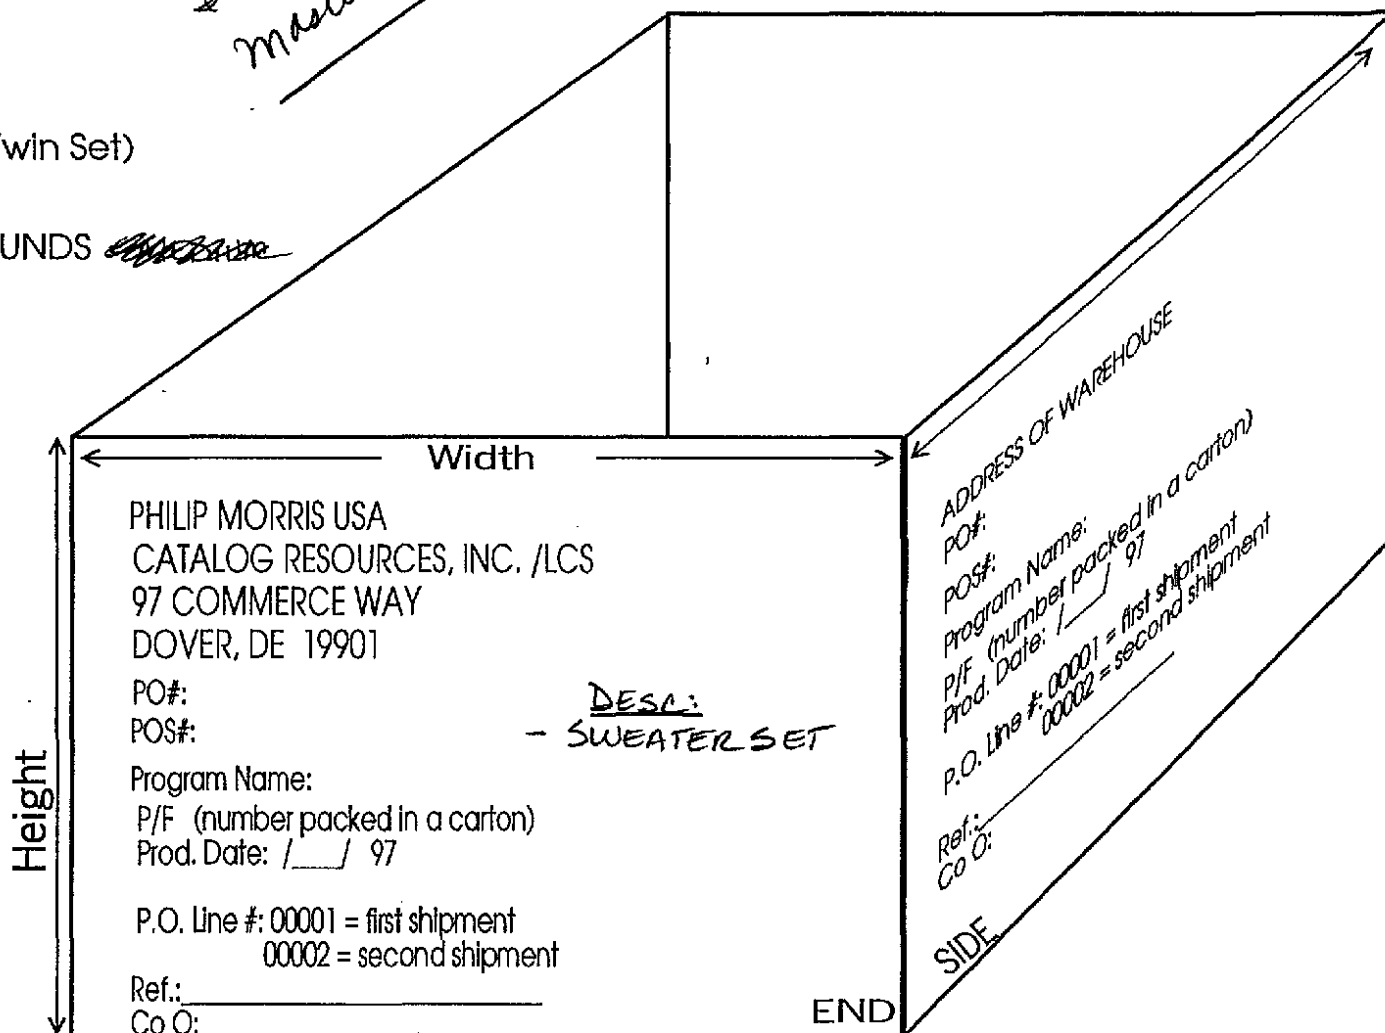 win Set)
UNDS
Width
PHILIP MORRIS USA
CATALOG RESOURCES, INC. /LCS
97 COMMERCE WAY
DOVER, DE 19901
PO#:
POS#:
DESC:
- SWEATER SET
Program Name:
P/F (number packed in a carton)
Prod. Date: /___/ 97
P.O. Line #: 00001 = first shipment
00002 = second shipment
Ref.:____________________
Co O:
END
Height
ADDRESS OF WAREHOUSE
PO#:
POS#:
Program Name:
P/F (number packed in a carton)
Prod. Date: /___/ 97
P.O. Line #: 00001 = first shipment
00002 = second shipment
Ref.:____________________
Co O:
SIDE